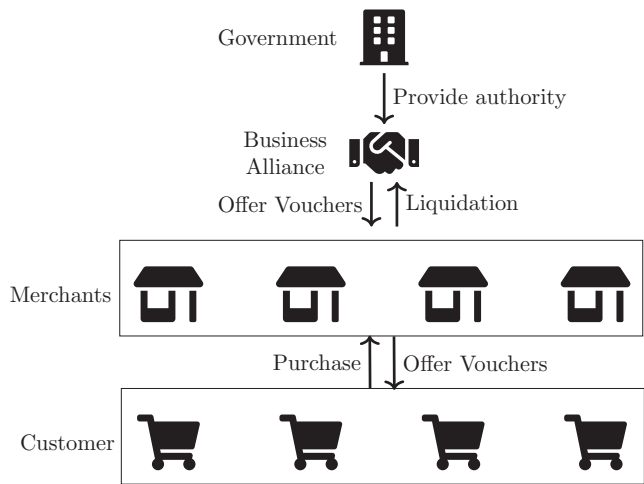 Government
Provide authority
Business
Alliance
Offer Vouchers
Liquidation
Merchants
Purchase
Offer Vouchers
Customer